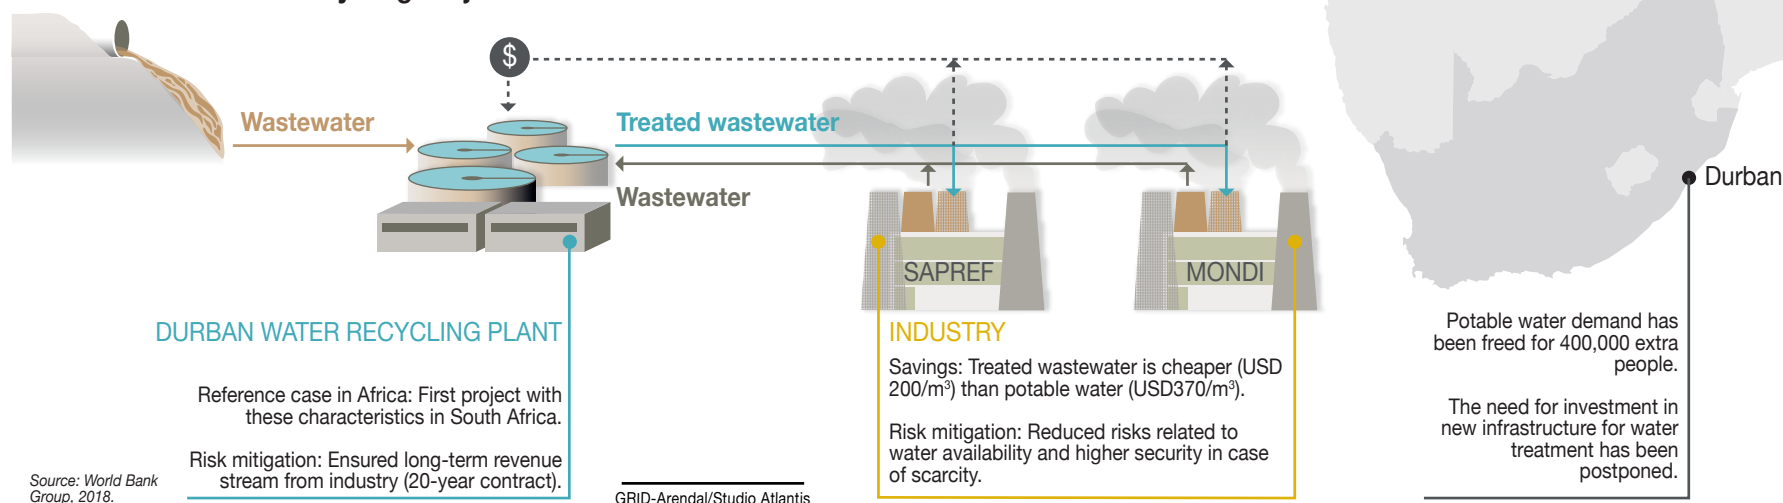 $
Wastewater
Treated wastewater
Wastewater
SAPREF
MONDI
Durban
DURBAN WATER RECYCLING PLANT
Reference case in Africa: First project with
these characteristics in South Africa.
Risk mitigation: Ensured long-term revenue
stream from industry (20-year contract).
INDUSTRY
Savings: Treated wastewater is cheaper (USD
200/m³) than potable water (USD370/m³).
Risk mitigation: Reduced risks related to
water availability and higher security in case
of scarcity.
Potable water demand has
been freed for 400,000 extra
people.
The need for investment in
new infrastructure for water
treatment has been
postponed.
Source: World Bank
Group, 2018.
GRID-Arendal/Studio Atlantis